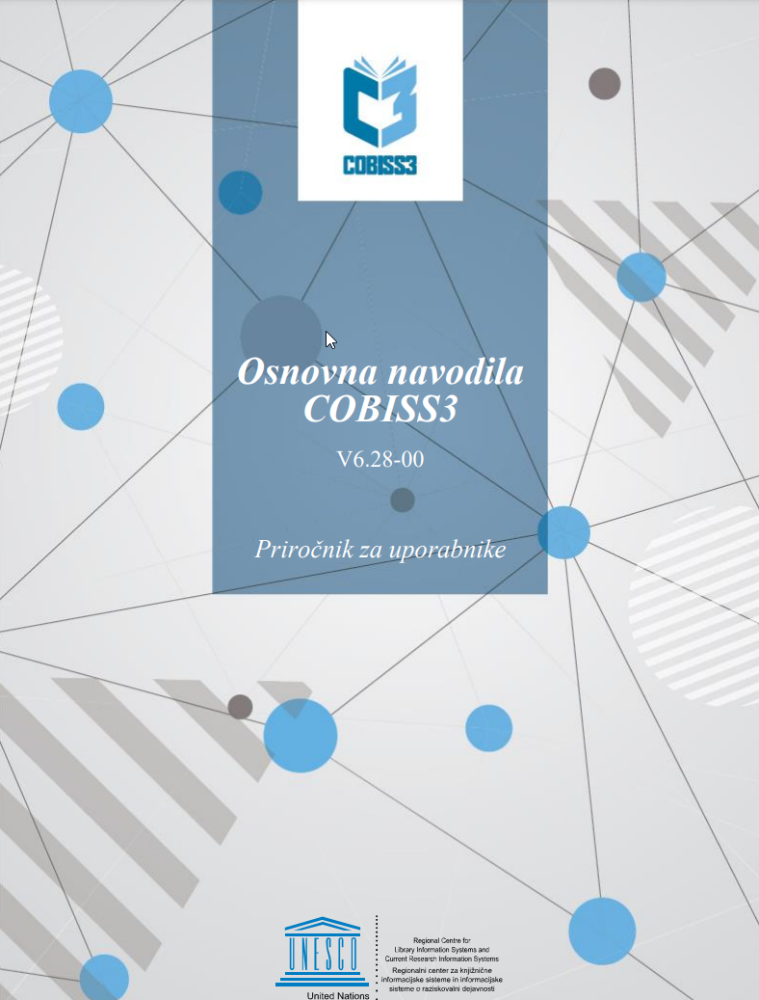 C3
COBISS3
Osnovna navodila
COBISS3
V6.28-00
Priročnik za uporabnike
UNESCO
United Nations
Regional Centre for
Library Information Systems and
Current Research Information Systems
Regionalni center za knjižnične
informacijske sisteme in informacijske
sisteme o raziskovalni dejavnosti